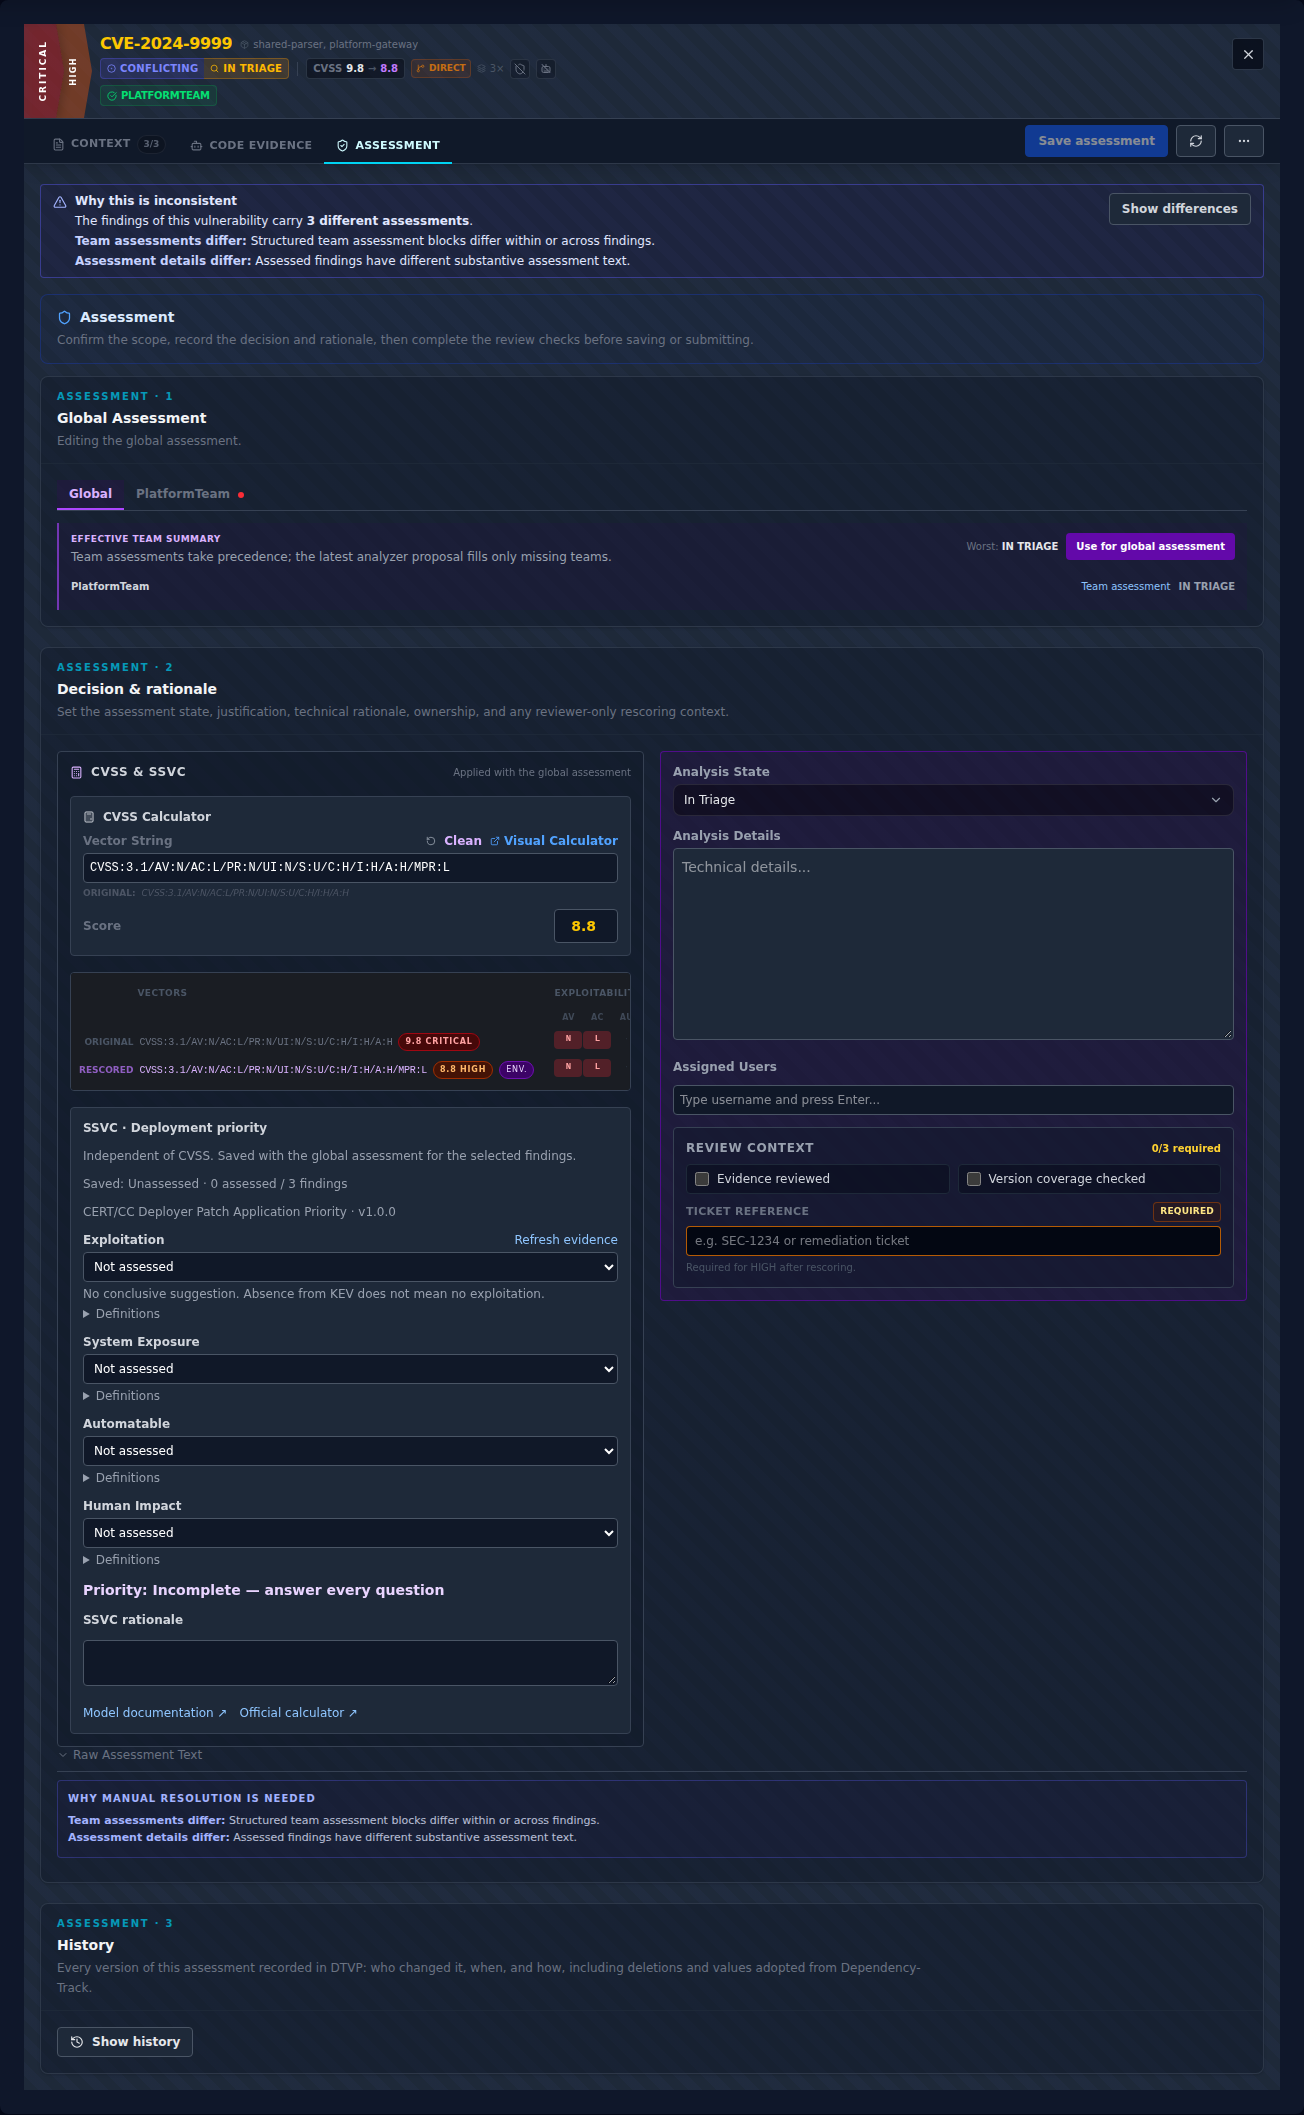 CRITICAL
HIGH
CVE-2024-9999 shared-parser, platform-gateway
CONFLICTING IN TRIAGE CVSS 9.8 → 8.8 DIRECT 3×
PLATFORMTEAM
CONTEXT 3/3 CODE EVIDENCE ASSESSMENT Save assessment ...
Why this is inconsistent
The findings of this vulnerability carry 3 different assessments.
Team assessments differ: Structured team assessment blocks differ within or across findings.
Assessment details differ: Assessed findings have different substantive assessment text.
Show differences
Assessment
Confirm the scope, record the decision and rationale, then complete the review checks before saving or submitting.
ASSESSMENT · 1
Global Assessment
Editing the global assessment.
Global PlatformTeam
EFFECTIVE TEAM SUMMARY
Team assessments take precedence; the latest analyzer proposal fills only missing teams.
Worst: IN TRIAGE Use for global assessment
PlatformTeam Team assessment IN TRIAGE
ASSESSMENT · 2
Decision & rationale
Set the assessment state, justification, technical rationale, ownership, and any reviewer-only rescoring context.
CVSS & SSVC Applied with the global assessment
CVSS Calculator
Vector String Clean Visual Calculator
CVSS:3.1/AV:N/AC:L/PR:N/UI:N/S:U/C:H/I:H/A:H/MPR:L
ORIGINAL: CVSS:3.1/AV:N/AC:L/PR:N/UI:N/S:U/C:H/I:H/A:H
Score 8.8
VECTORS EXPLOITABILIT
AV AC AU
ORIGINAL CVSS:3.1/AV:N/AC:L/PR:N/UI:N/S:U/C:H/I:H/A:H 9.8 CRITICAL N L
RESCORED CVSS:3.1/AV:N/AC:L/PR:N/UI:N/S:U/C:H/I:H/A:H/MPR:L 8.8 HIGH ENV. N L
SSVC · Deployment priority
Independent of CVSS. Saved with the global assessment for the selected findings.
Saved: Unassessed · 0 assessed / 3 findings
CERT/CC Deployer Patch Application Priority · v1.0.0
Exploitation Refresh evidence
Not assessed
No conclusive suggestion. Absence from KEV does not mean no exploitation.
Definitions
System Exposure
Not assessed
Definitions
Automatable
Not assessed
Definitions
Human Impact
Not assessed
Definitions
Priority: Incomplete — answer every question
SSVC rationale
Model documentation ↗ Official calculator ↗
Analysis State
In Triage
Analysis Details
Technical details...
Assigned Users
Type username and press Enter...
REVIEW CONTEXT 0/3 required
Evidence reviewed Version coverage checked
TICKET REFERENCE REQUIRED
e.g. SEC-1234 or remediation ticket
Required for HIGH after rescoring.
Raw Assessment Text
WHY MANUAL RESOLUTION IS NEEDED
Team assessments differ: Structured team assessment blocks differ within or across findings.
Assessment details differ: Assessed findings have different substantive assessment text.
ASSESSMENT · 3
History
Every version of this assessment recorded in DTVP: who changed it, when, and how, including deletions and values adopted from Dependency-
Track.
Show history